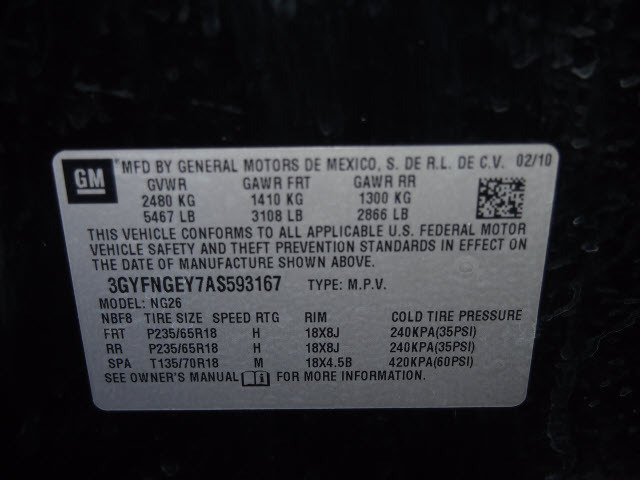 GM MFD BY GENERAL MOTORS DE MEXICO, S. DE R.L. DE C.V. 02/10
GVWR GAWR FRT GAWR RR
2480 KG 1410 KG 1300 KG
5467 LB 3108 LB 2866 LB
THIS VEHICLE CONFORMS TO ALL APPLICABLE U.S. FEDERAL MOTOR
VEHICLE SAFETY AND THEFT PREVENTION STANDARDS IN EFFECT ON
THE DATE OF MANUFACTURE SHOWN ABOVE.
3GYFNGEY7AS593167 TYPE: M.P.V.
MODEL: NG26
NBF8 TIRE SIZE SPEED RTG RIM COLD TIRE PRESSURE
FRT P235/65R18 H 18X8J 240KPA(35PSI)
RR P235/65R18 H 18X8J 240KPA(35PSI)
SPA T135/70R18 M 18X4.5B 420KPA(60PSI)
SEE OWNER'S MANUAL FOR MORE INFORMATION.